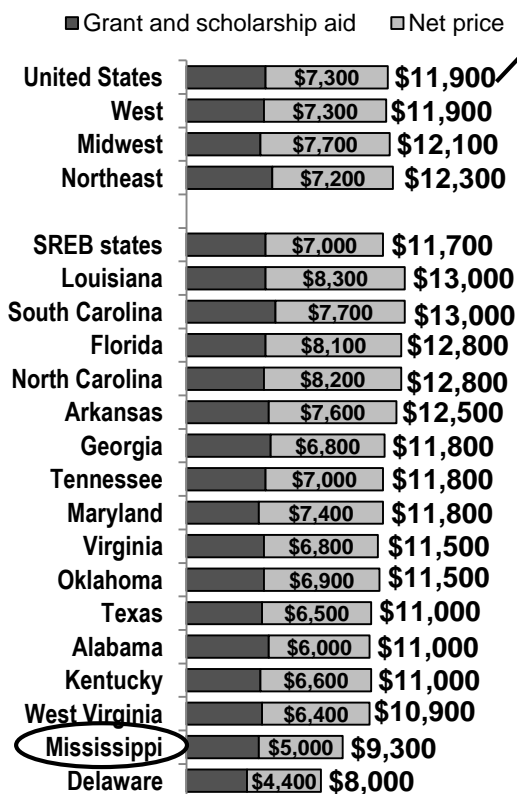 Grant and scholarship aid Net price
United States $7,300 $11,900
West $7,300 $11,900
Midwest $7,700 $12,100
Northeast $7,200 $12,300
SREB states $7,000 $11,700
Louisiana $8,300 $13,000
South Carolina $7,700 $13,000
Florida $8,100 $12,800
North Carolina $8,200 $12,800
Arkansas $7,600 $12,500
Georgia $6,800 $11,800
Tennessee $7,000 $11,800
Maryland $7,400 $11,800
Virginia $6,800 $11,500
Oklahoma $6,900 $11,500
Texas $6,500 $11,000
Alabama $6,000 $11,000
Kentucky $6,600 $11,000
West Virginia $6,400 $10,900
Mississippi $5,000 $9,300
Delaware $4,400 $8,000